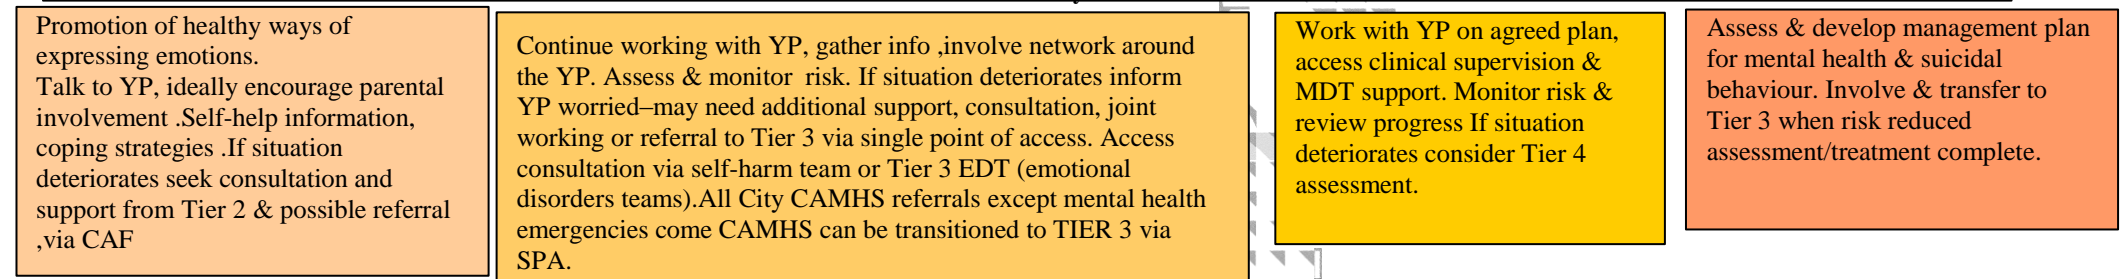 Promotion of healthy ways of
expressing emotions.
Talk to YP, ideally encourage parental
involvement .Self-help information,
coping strategies .If situation
deteriorates seek consultation and
support from Tier 2 & possible referral
,via CAF
Continue working with YP, gather info ,involve network around
the YP. Assess & monitor risk. If situation deteriorates inform
YP worried–may need additional support, consultation, joint
working or referral to Tier 3 via single point of access. Access
consultation via self-harm team or Tier 3 EDT (emotional
disorders teams).All City CAMHS referrals except mental health
emergencies come CAMHS can be transitioned to TIER 3 via
SPA.
Work with YP on agreed plan,
access clinical supervision &
MDT support. Monitor risk &
review progress If situation
deteriorates consider Tier 4
assessment.
Assess & develop management plan
for mental health & suicidal
behaviour. Involve & transfer to
Tier 3 when risk reduced
assessment/treatment complete.